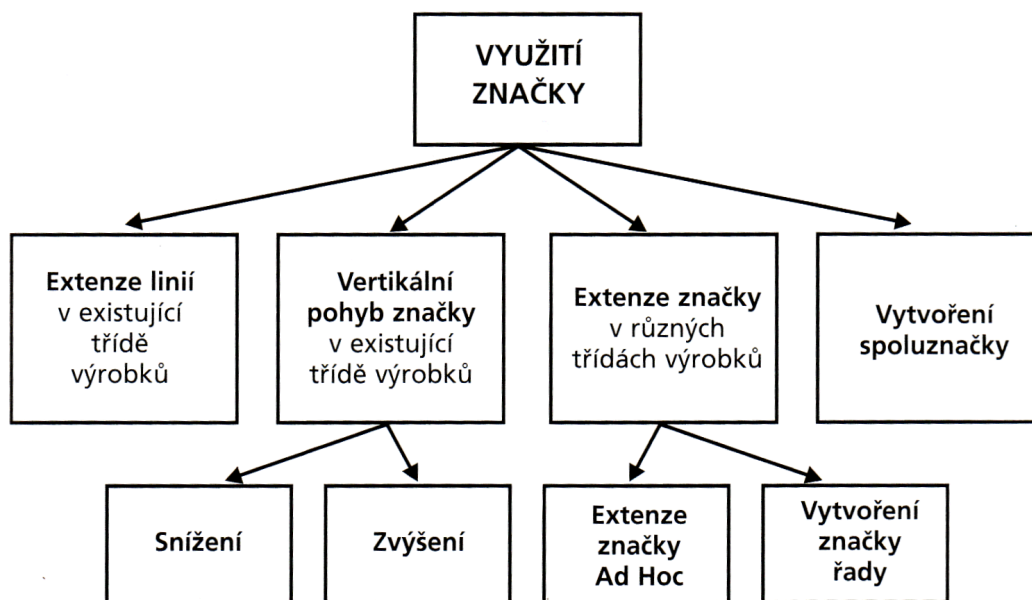 VYUŽITÍ
ZNAČKY
Extenze linií
v existující
třídě
výrobků
Vertikální
pohyb značky
v existující
třídě výrobků
Extenze značky
v různých
třídách výrobků
Vytvoření
spoluznačky
Snížení
Zvýšení
Extenze
značky
Ad Hoc
Vytvoření
značky
řady